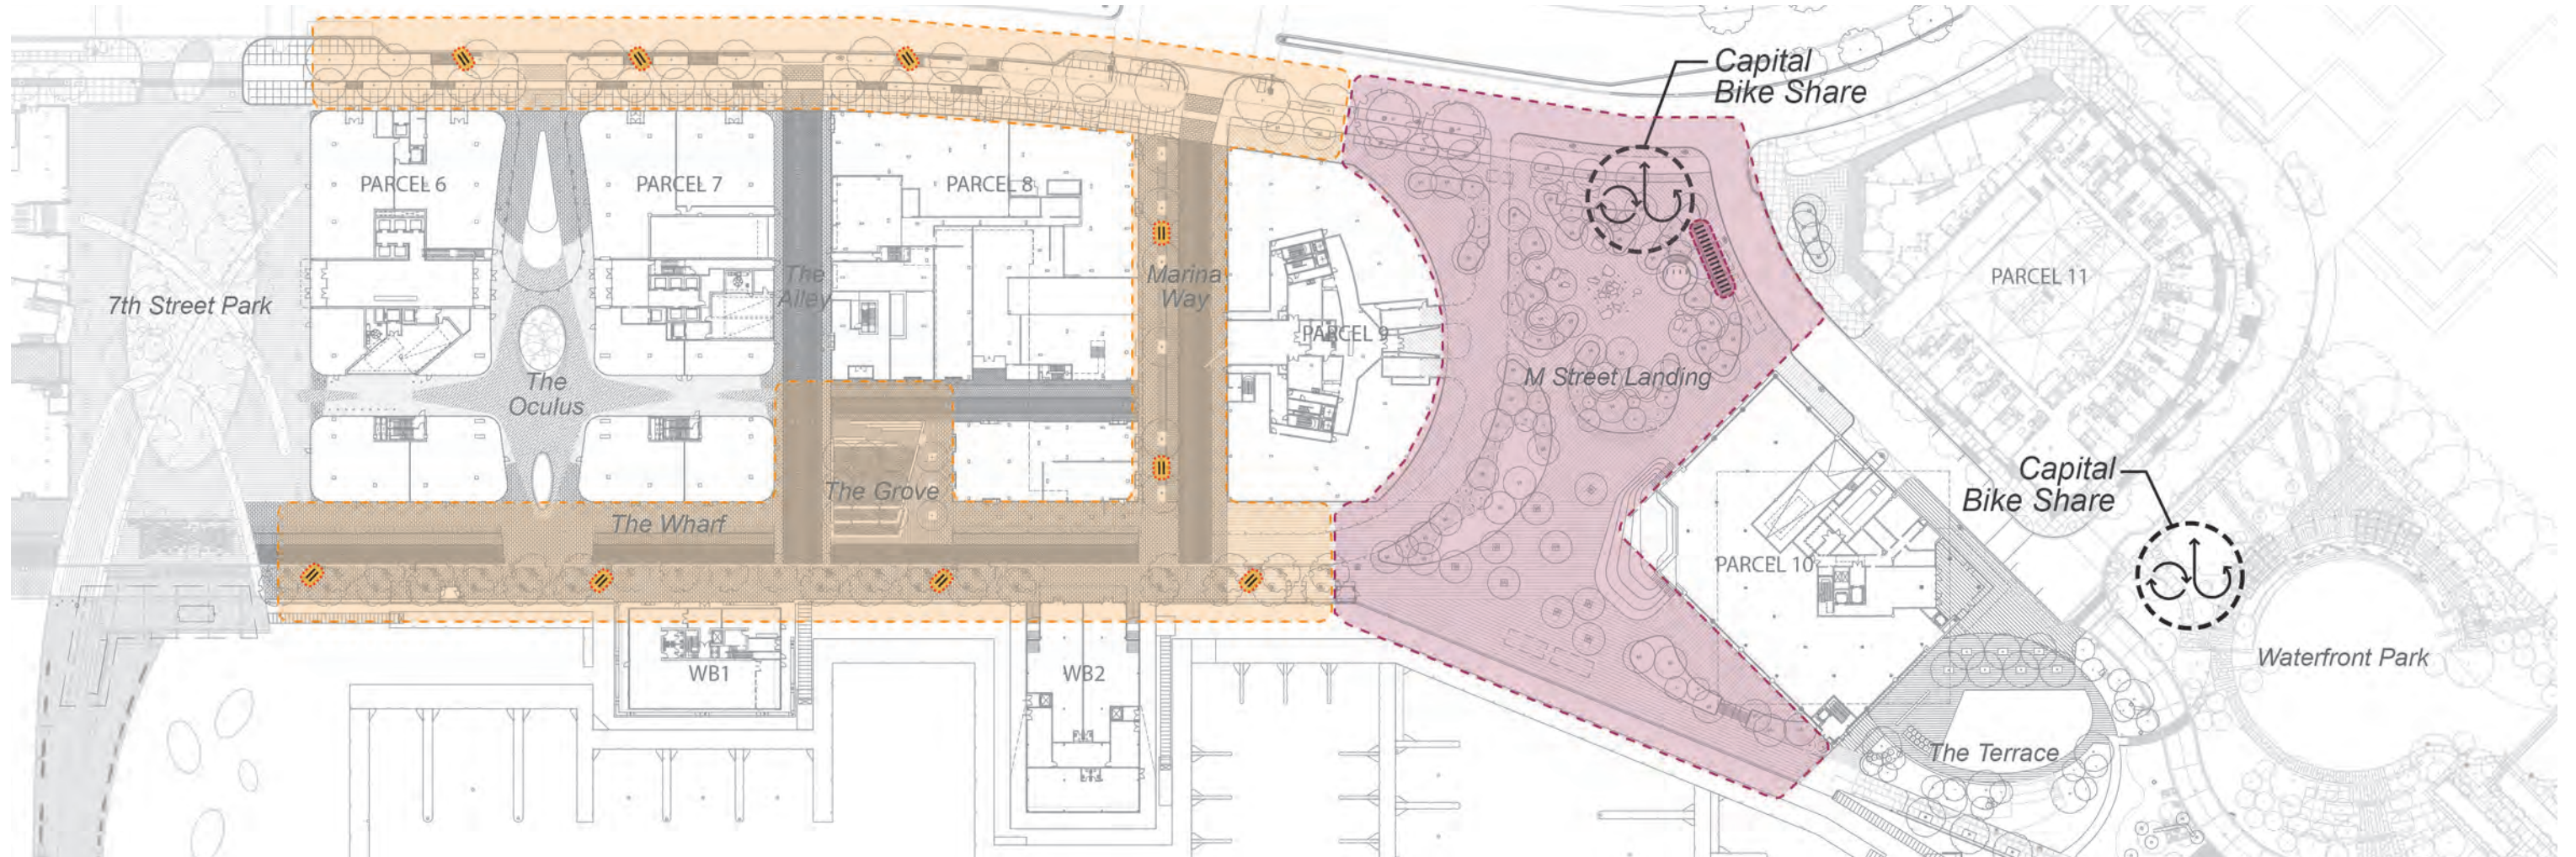 Capital
Bike Share
PARCEL 6
PARCEL 7
PARCEL 8
The
Alley
Marina
Way
7th Street Park
PARCEL 11
PARCEL 9
The
Oculus
M Street Landing
The Grove
The Wharf
Capital
Bike Share
PARCEL 10
WB1
WB2
Waterfront Park
The Terrace